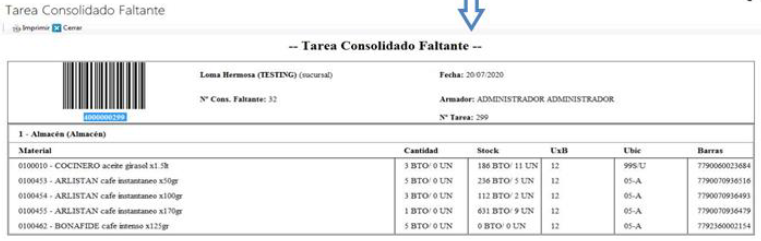 Tarea Consolidado Faltante
Imprimir Cerrar
-- Tarea Consolidado Faltante --
Loma Hermosa (TESTING) (sucursal) Fecha: 20/07/2020
Nº Cons. Faltante: 32 Armador: ADMINISTRADOR ADMINISTRADOR
4000000299 Nº Tarea: 299
1 - Almacén (Almacén)
Material Cantidad Stock UxB Ubic Barras
0100010 - COCINERO aceite girasol x1.5lt 3 BTO/ 0 UN 186 BTO/ 11 UN 12 99S/U 7790060023684
0100453 - ARLISTAN cafe instantaneo x50gr 5 BTO/ 0 UN 236 BTO/ 5 UN 12 05-A 7790070936516
0100454 - ARLISTAN cafe instantaneo x100gr 3 BTO/ 0 UN 112 BTO/ 2 UN 12 05-A 7790070936493
0100455 - ARLISTAN cafe instantaneo x170gr 1 BTO/ 0 UN 631 BTO/ 9 UN 12 05-A 7790070936479
0100462 - BONAFIDE cafe intenso x125gr 5 BTO/ 0 UN 0 BTO/ 0 UN 12 05-A 7792360002154